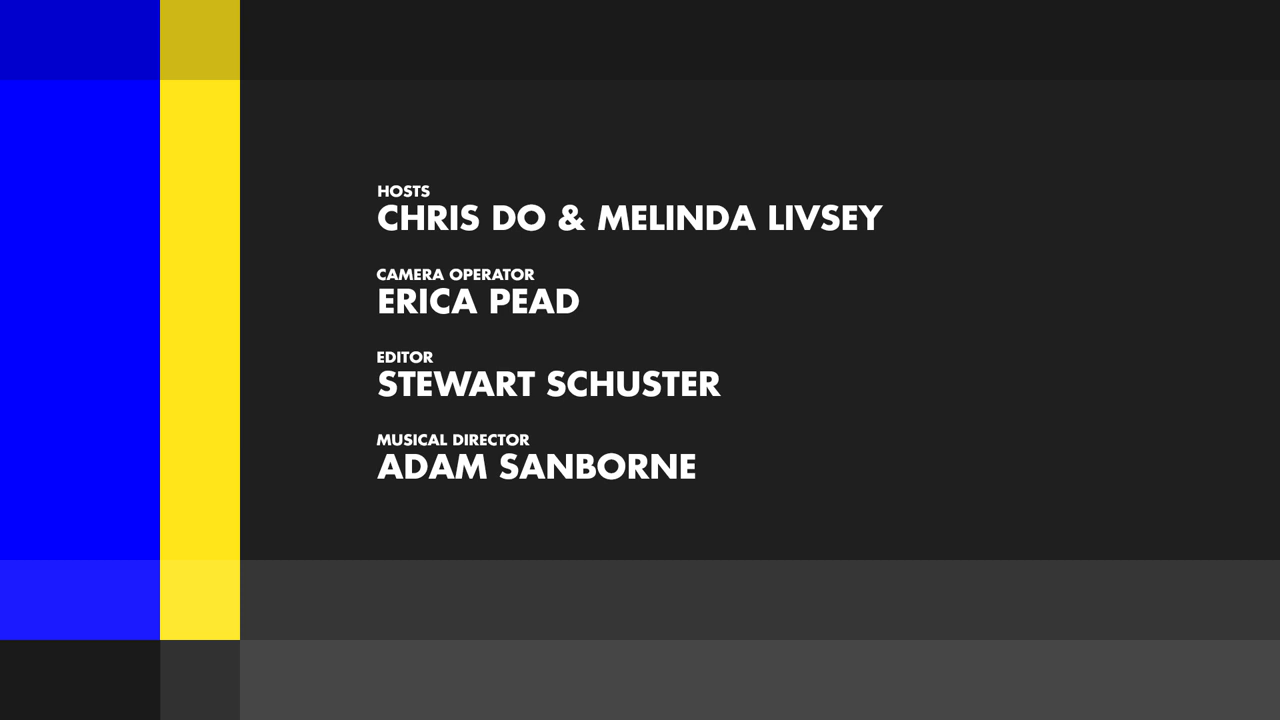 HOSTS
CHRIS DO & MELINDA LIVSEY
CAMERA OPERATOR
ERICA PEAD
EDITOR
STEWART SCHUSTER
MUSICAL DIRECTOR
ADAM SANBORNE